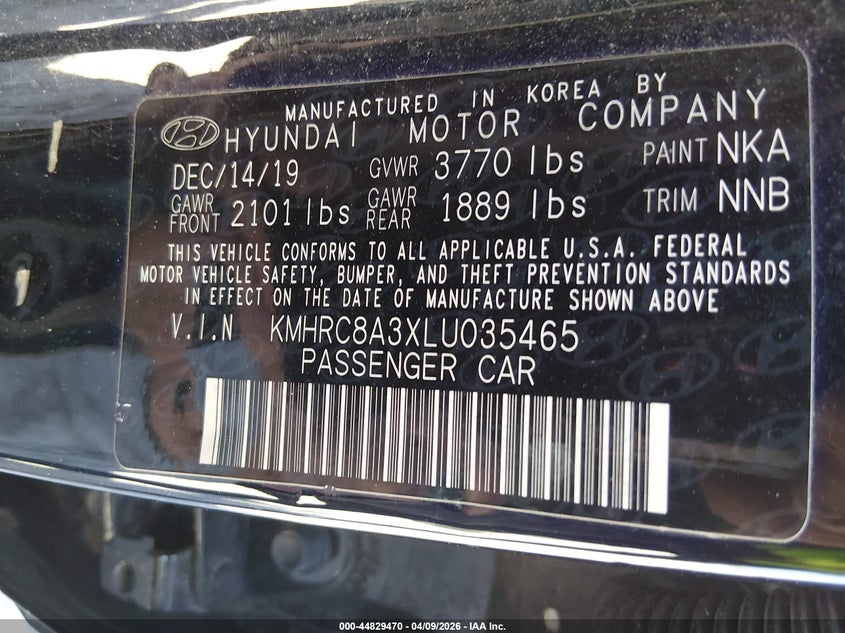 MANUFACTURED IN KOREA BY
HYUNDAI MOTOR COMPANY
DEC/14/19 GVWR 3770 lbs PAINT NKA
GAWR FRONT 2101 lbs GAWR REAR 1889 lbs TRIM NNB
THIS VEHICLE CONFORMS TO ALL APPLICABLE U.S.A. FEDERAL
MOTOR VEHICLE SAFETY, BUMPER, AND THEFT PREVENTION STANDARDS
IN EFFECT ON THE DATE OF MANUFACTURE SHOWN ABOVE
V.I.N KMHRC8A3XLU035465
PASSENGER CAR
000-44829470 - 04/09/2026 - IAA Inc.